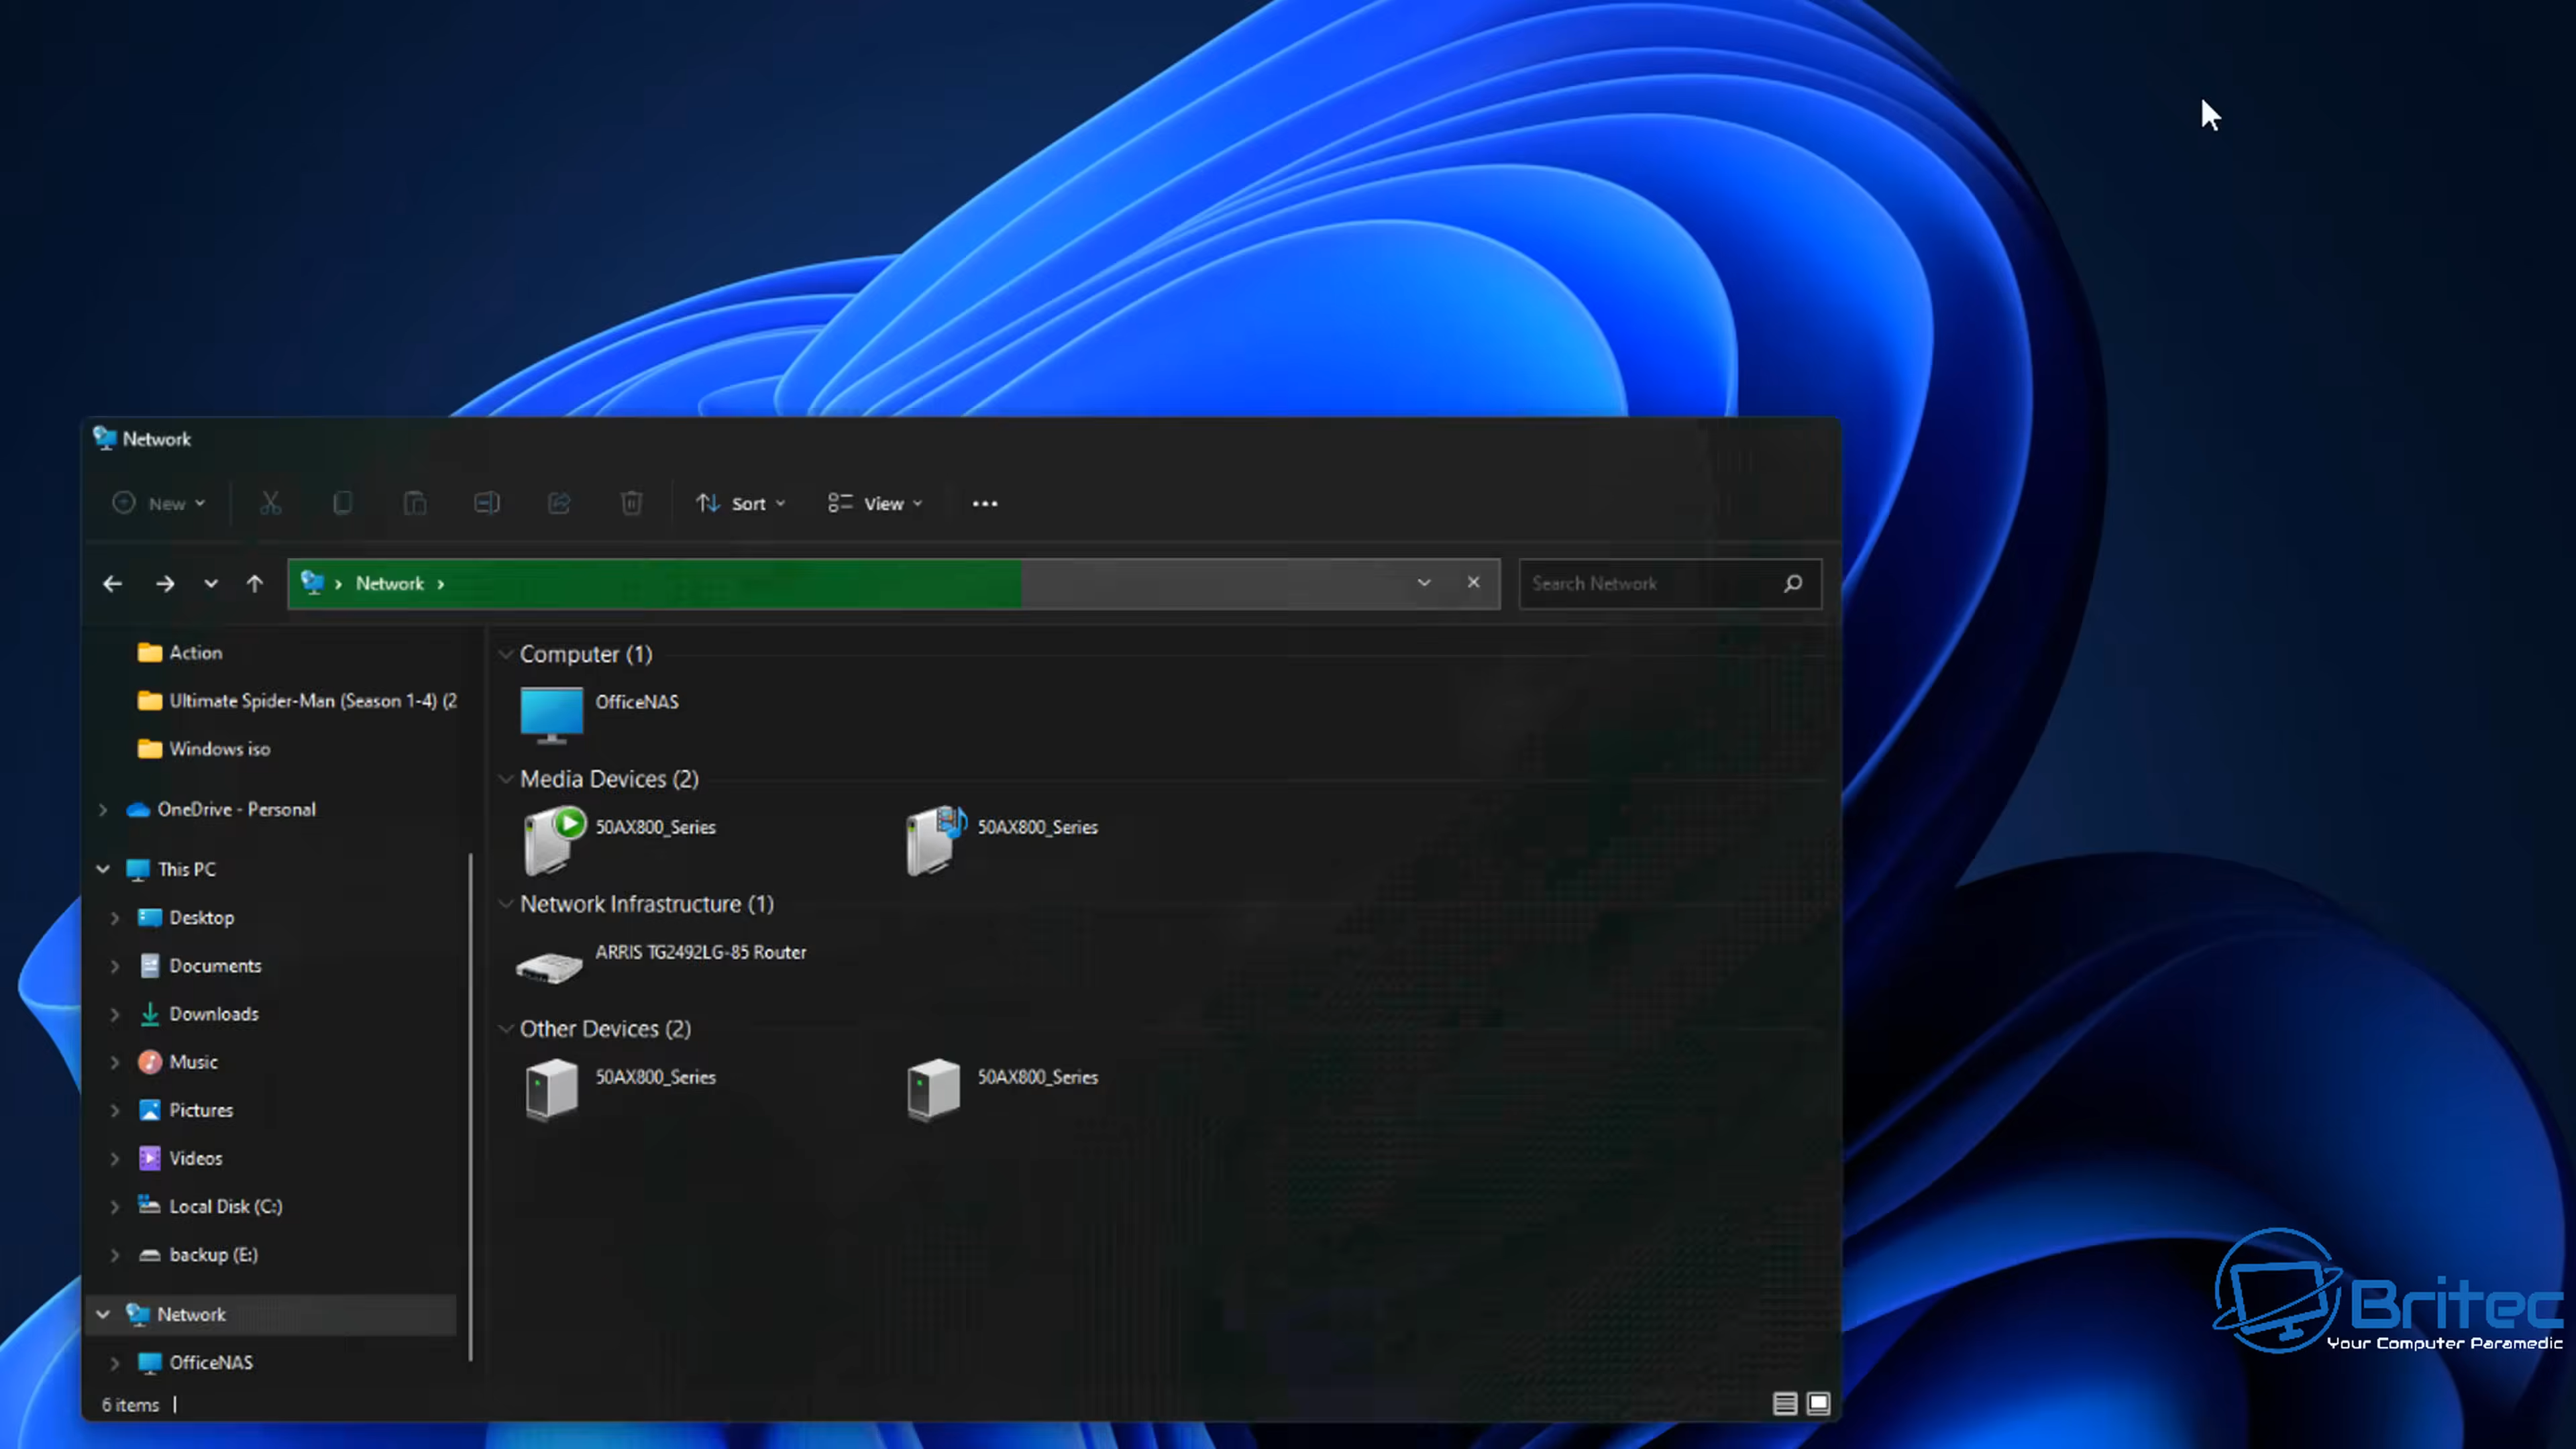 Network
New
Sort
View
Network
Search Network
Action
Ultimate Spider-Man (Season 1-4) (2
Windows iso
OneDrive - Personal
This PC
Desktop
Documents
Downloads
Music
Pictures
Videos
Local Disk (C:)
backup (E:)
Network
OfficeNAS
Computer (1)
OfficeNAS
Media Devices (2)
50AX800_Series
50AX800_Series
Network Infrastructure (1)
ARRIS TG2492LG-85 Router
Other Devices (2)
50AX800_Series
50AX800_Series
6 items
Britec
Your Computer Paramedic